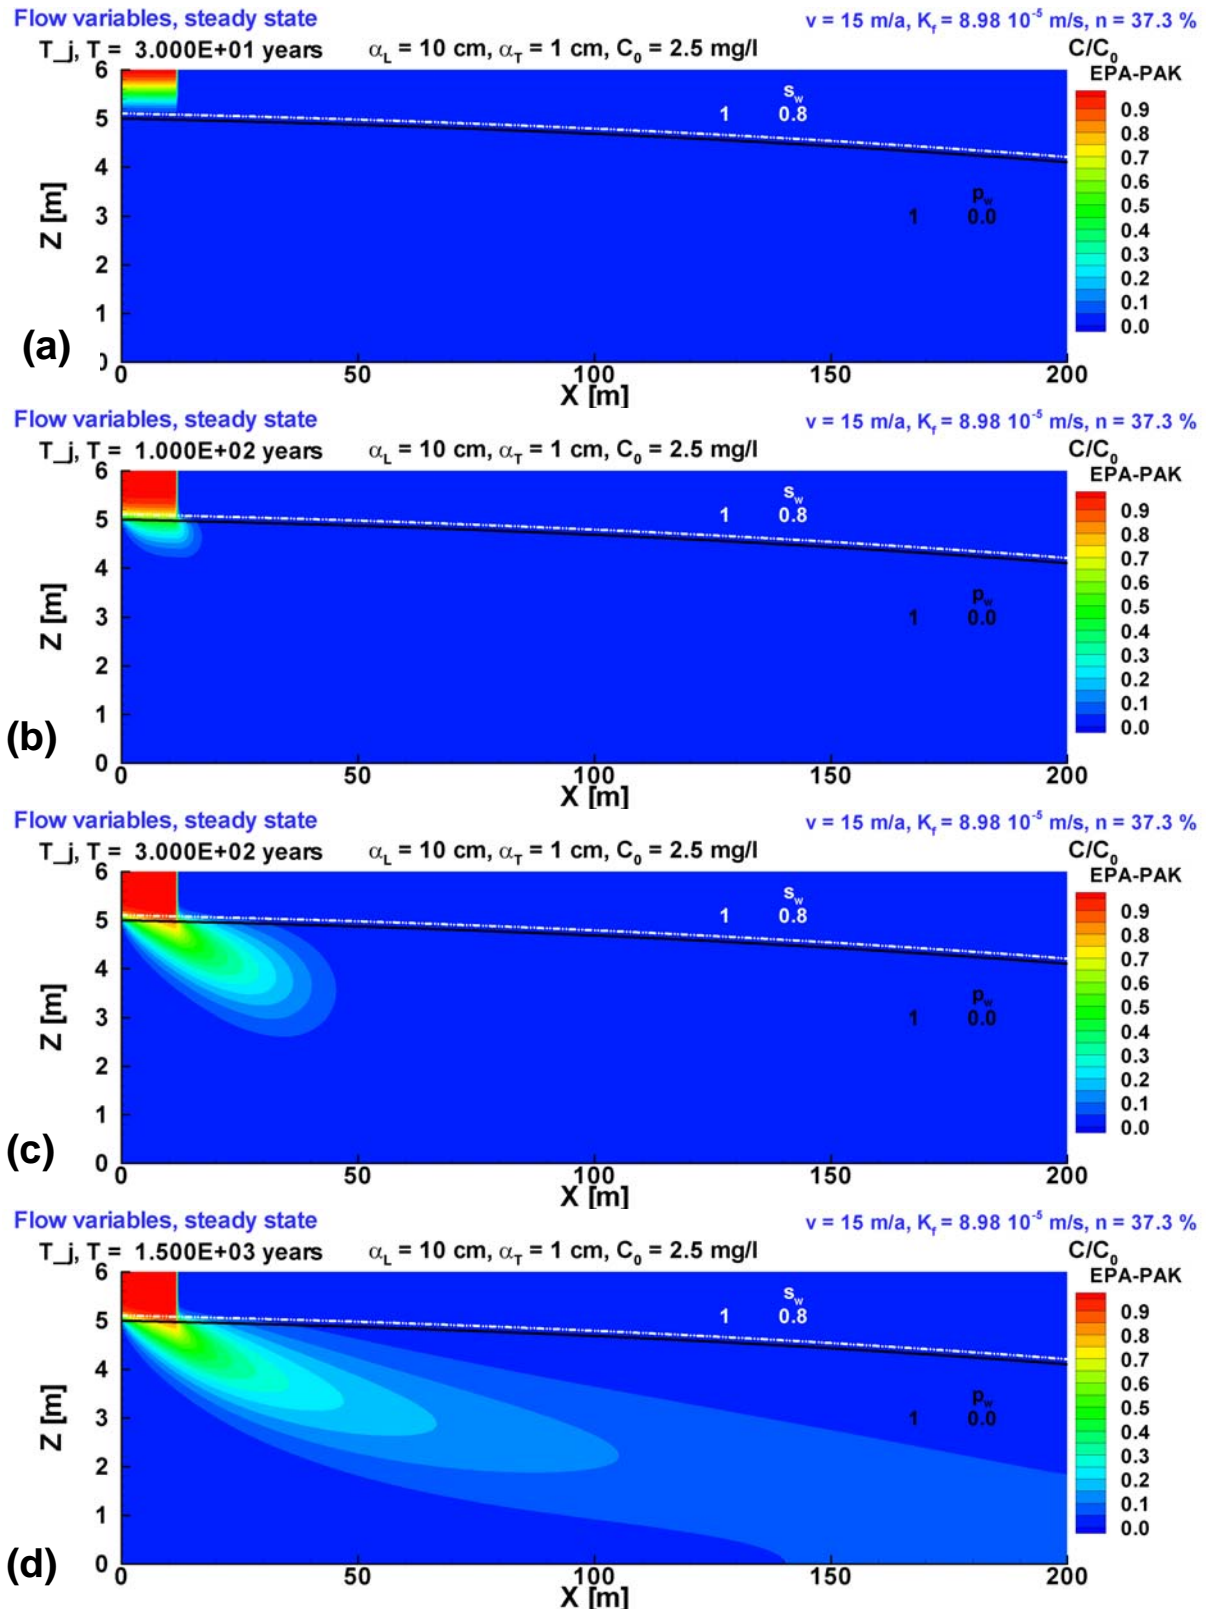 Flow variables, steady state v = 15 m/a, K_f = 8.98 10^-5 m/s, n = 37.3 %
T_j, T = 3.000E+01 years α_L = 10 cm, α_T = 1 cm, C_0 = 2.5 mg/l C/C_0
EPA-PAK
6
5
4
3
2
1
0
Z [m]
s_w
1 0.8
p_w
1 0.0
0.9
0.8
0.7
0.6
0.5
0.4
0.3
0.2
0.1
0.0
(a)
0 50 100 150 200
X [m]
Flow variables, steady state v = 15 m/a, K_f = 8.98 10^-5 m/s, n = 37.3 %
T_j, T = 1.000E+02 years α_L = 10 cm, α_T = 1 cm, C_0 = 2.5 mg/l C/C_0
EPA-PAK
6
5
4
3
2
1
0
Z [m]
s_w
1 0.8
p_w
1 0.0
0.9
0.8
0.7
0.6
0.5
0.4
0.3
0.2
0.1
0.0
(b)
0 50 100 150 200
X [m]
Flow variables, steady state v = 15 m/a, K_f = 8.98 10^-5 m/s, n = 37.3 %
T_j, T = 3.000E+02 years α_L = 10 cm, α_T = 1 cm, C_0 = 2.5 mg/l C/C_0
EPA-PAK
6
5
4
3
2
1
0
Z [m]
s_w
1 0.8
p_w
1 0.0
0.9
0.8
0.7
0.6
0.5
0.4
0.3
0.2
0.1
0.0
(c)
0 50 100 150 200
X [m]
Flow variables, steady state v = 15 m/a, K_f = 8.98 10^-5 m/s, n = 37.3 %
T_j, T = 1.500E+03 years α_L = 10 cm, α_T = 1 cm, C_0 = 2.5 mg/l C/C_0
EPA-PAK
6
5
4
3
2
1
0
Z [m]
s_w
1 0.8
p_w
1 0.0
0.9
0.8
0.7
0.6
0.5
0.4
0.3
0.2
0.1
0.0
(d)
0 50 100 150 200
X [m]